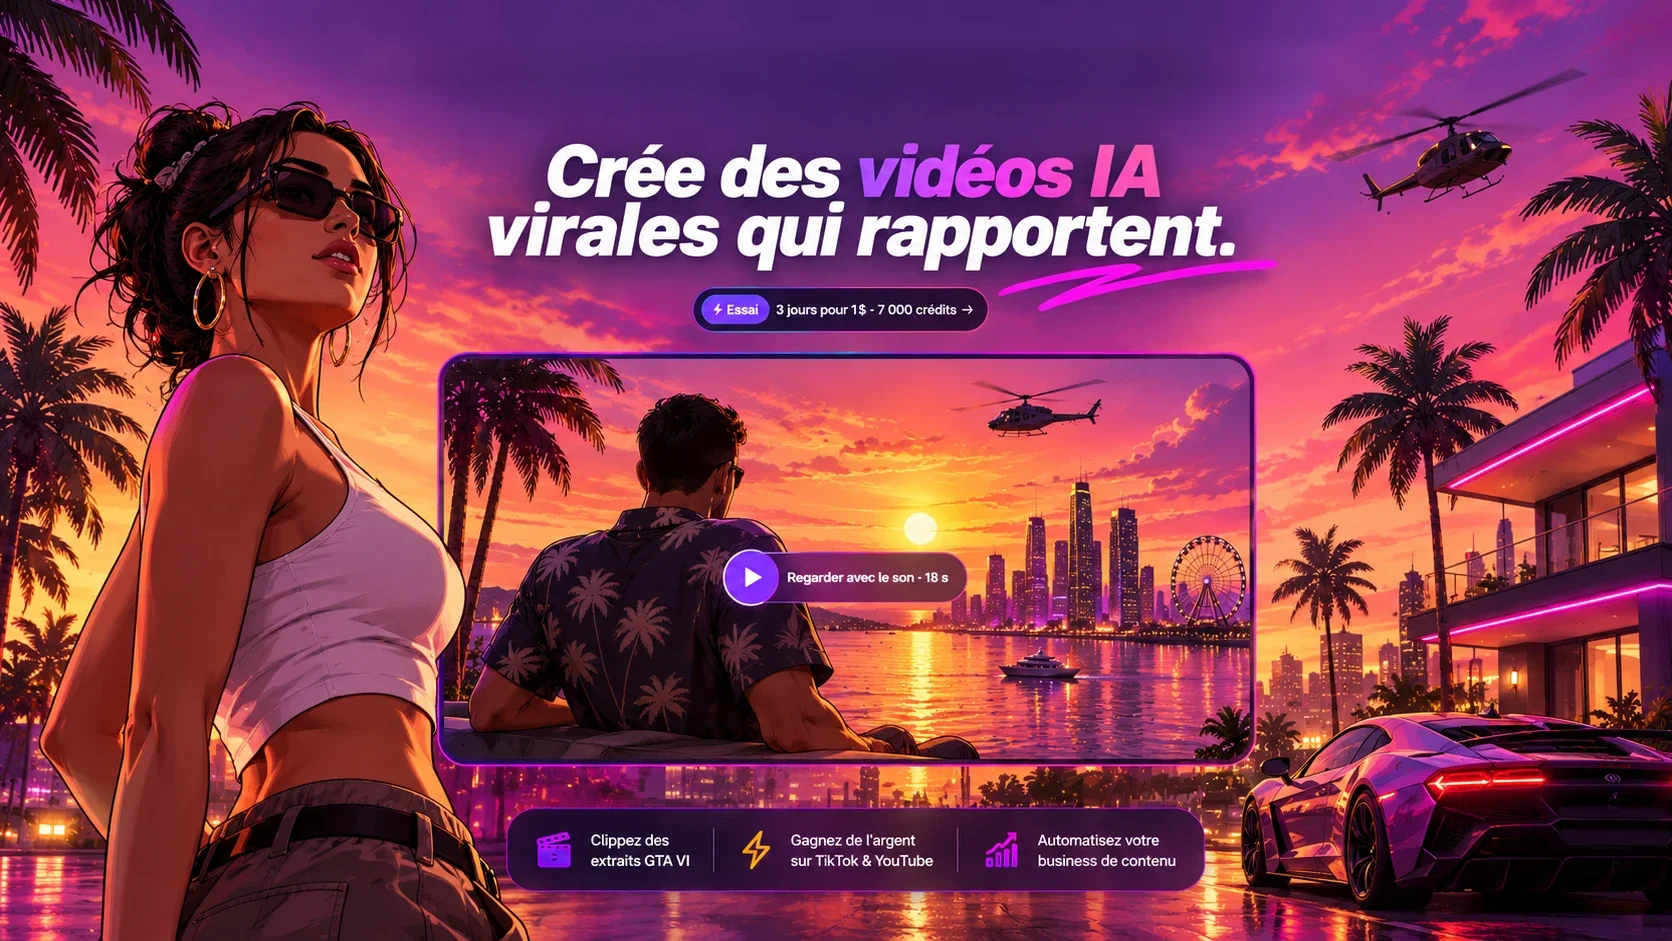 Crée des vidéos IA
virales qui rapportent.
Essai 3 jours pour 1$ - 7 000 crédits →
Regarder avec le son - 18 s
Clippez des
extraits GTA VI
Gagnez de l'argent
sur TikTok & YouTube
Automatisez votre
business de contenu